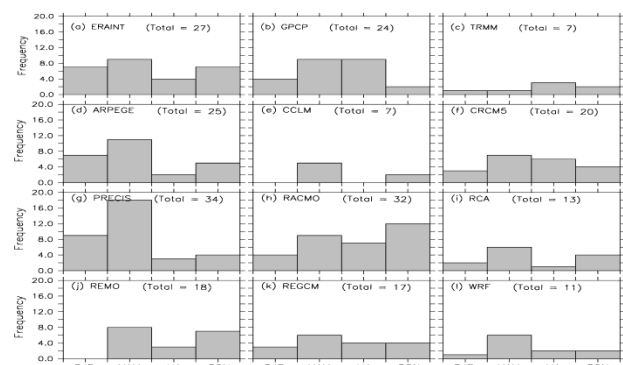 20.0 (a) ERAINT (Total = 27) (b) GPCP (Total = 24) (c) TRMM (Total = 7)
16.0
12.0
8.0
4.0
0.0
Frequency
20.0 (d) ARPEGE (Total = 25) (e) CCLM (Total = 7) (f) CRCM5 (Total = 20)
16.0
12.0
8.0
4.0
0.0
Frequency
20.0 (g) PRECIS (Total = 34) (h) RACMO (Total = 32) (i) RCA (Total = 13)
16.0
12.0
8.0
4.0
0.0
Frequency
20.0 (j) REMO (Total = 18) (k) REGCM (Total = 17) (l) WRF (Total = 11)
16.0
12.0
8.0
4.0
0.0
Frequency